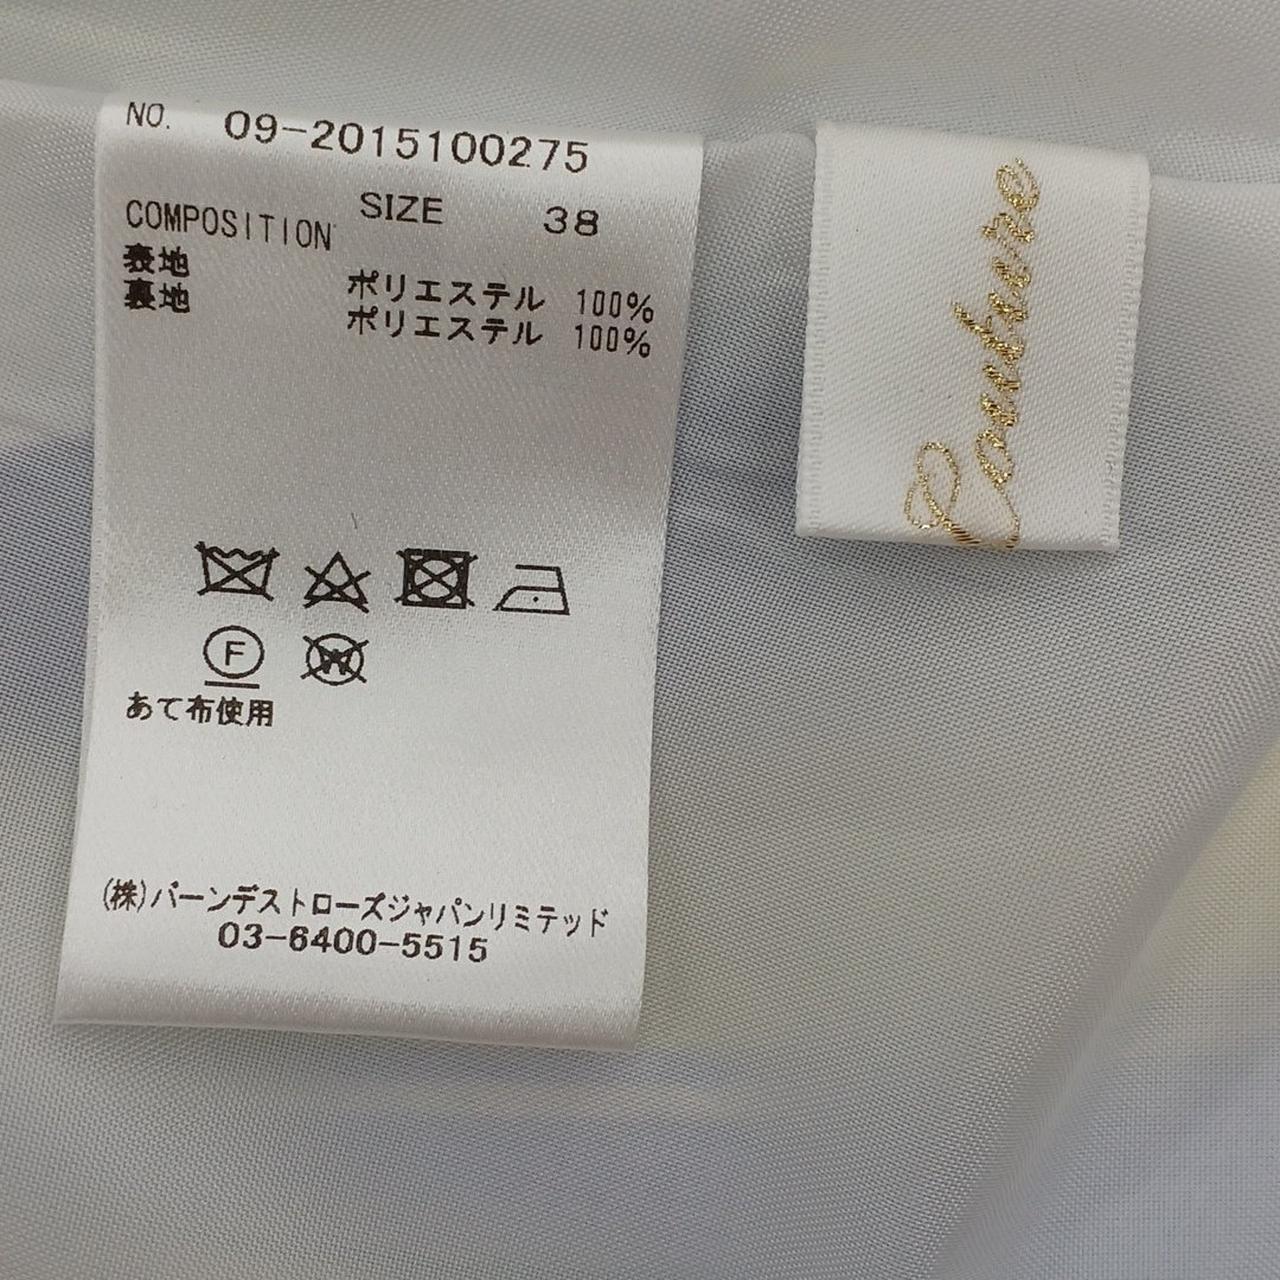 NO. 09-2015100275
SIZE 38
COMPOSITION
表地 ポリエステル 100%
裏地 ポリエステル 100%
F
W
あて布使用
(株)バーンデストローズジャパンリミテッド
03-6400-5515
Couture